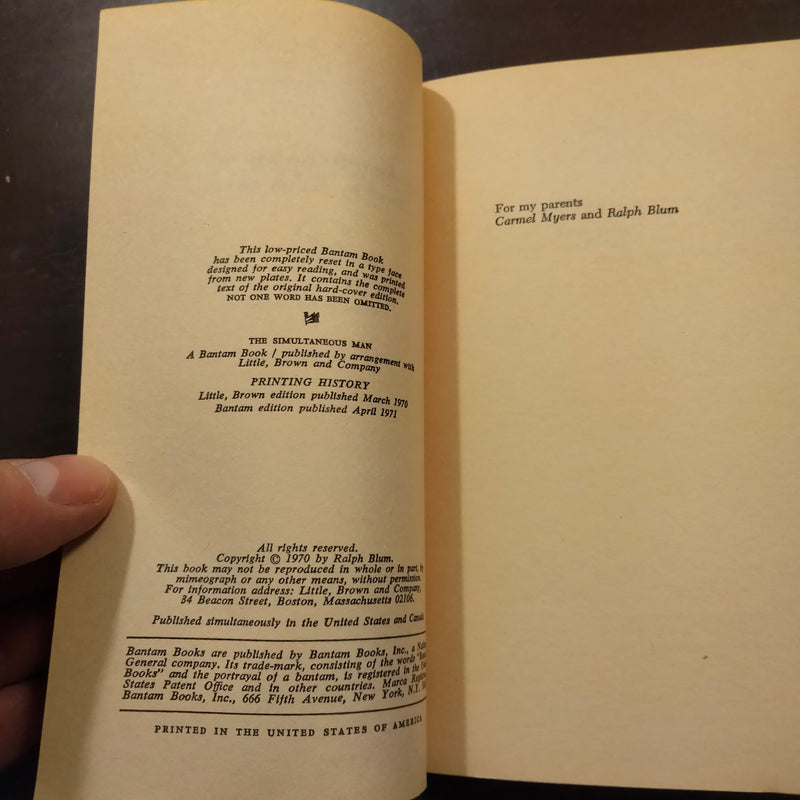 This low-priced Bantam Book
has been completely reset in a type face
designed for easy reading, and was printed
from new plates. It contains the complete
text of the original hard-cover edition.
NOT ONE WORD HAS BEEN OMITTED.
THE SIMULTANEOUS MAN
A Bantam Book / published by arrangement with
Little, Brown and Company
PRINTING HISTORY
Little, Brown edition published March 1970
Bantam edition published April 1971
All rights reserved.
Copyright © 1970 by Ralph Blum.
This book may not be reproduced in whole or in part, by
mimeograph or any other means, without permission.
For information address: Little, Brown and Company,
34 Beacon Street, Boston, Massachusetts 02106.
Published simultaneously in the United States and Canada
Bantam Books are published by Bantam Books, Inc., a
General company. Its trade-mark, consisting of the words
Books" and the portrayal of a bantam, is registered in the
States Patent Office and in other countries. Marca
Bantam Books, Inc., 666 Fifth Avenue, New York, N.Y.
PRINTED IN THE UNITED STATES OF AMERICA
For my parents
Carmel Myers and Ralph Blum